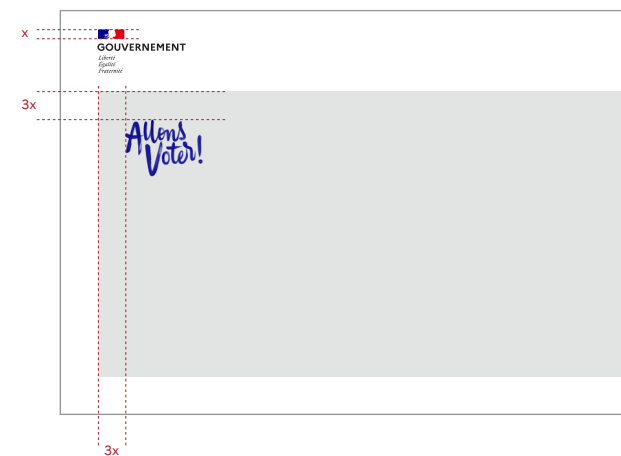 x
GOUVERNEMENT
Liberté
Égalité
Fraternité
3x
Allons
Voter!
3x